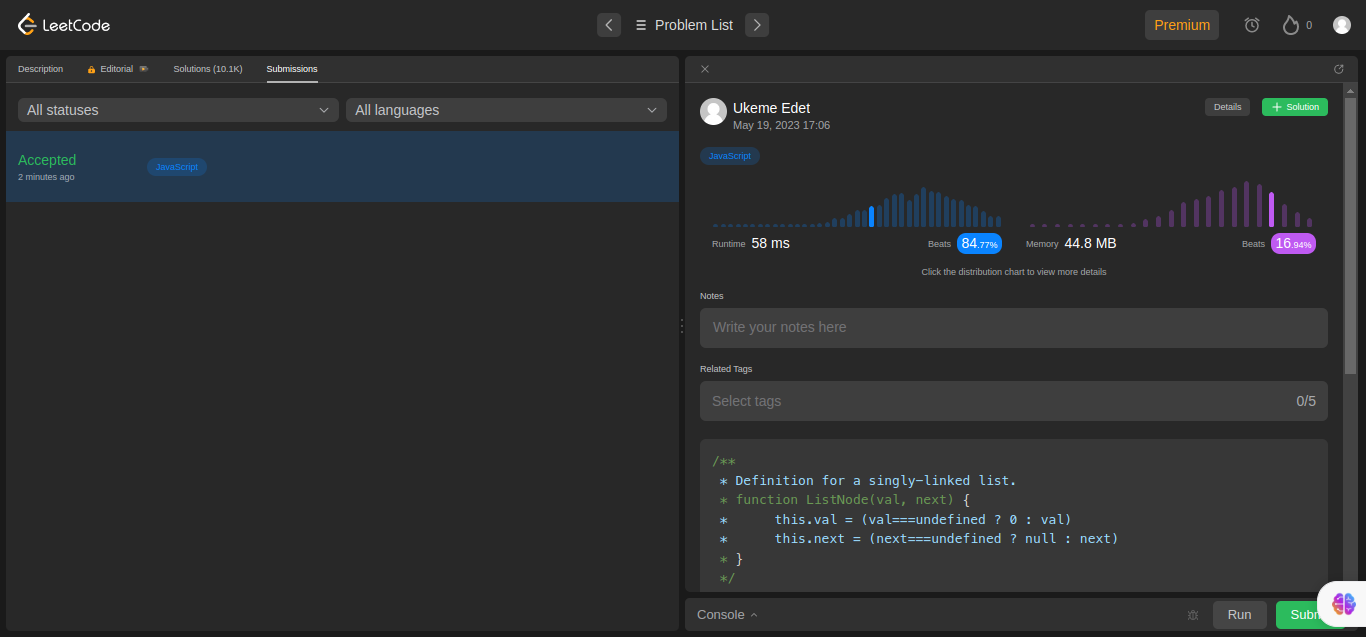 LeetCode
Problem List
Premium
0
Description
Editorial
Solutions (10.1K)
Submissions
All statuses
All languages
Accepted
2 minutes ago
JavaScript
Ukeme Edet
May 19, 2023 17:06
Details
Solution
JavaScript
Runtime 58 ms
Beats 84.77%
Memory 44.8 MB
Beats 16.94%
Click the distribution chart to view more details
Notes
Write your notes here
Related Tags
Select tags
0/5
/**
 * Definition for a singly-linked list.
 * function ListNode(val, next) {
 *      this.val = (val===undefined ? 0 : val)
 *      this.next = (next===undefined ? null : next)
 * }
 */
Console
Run